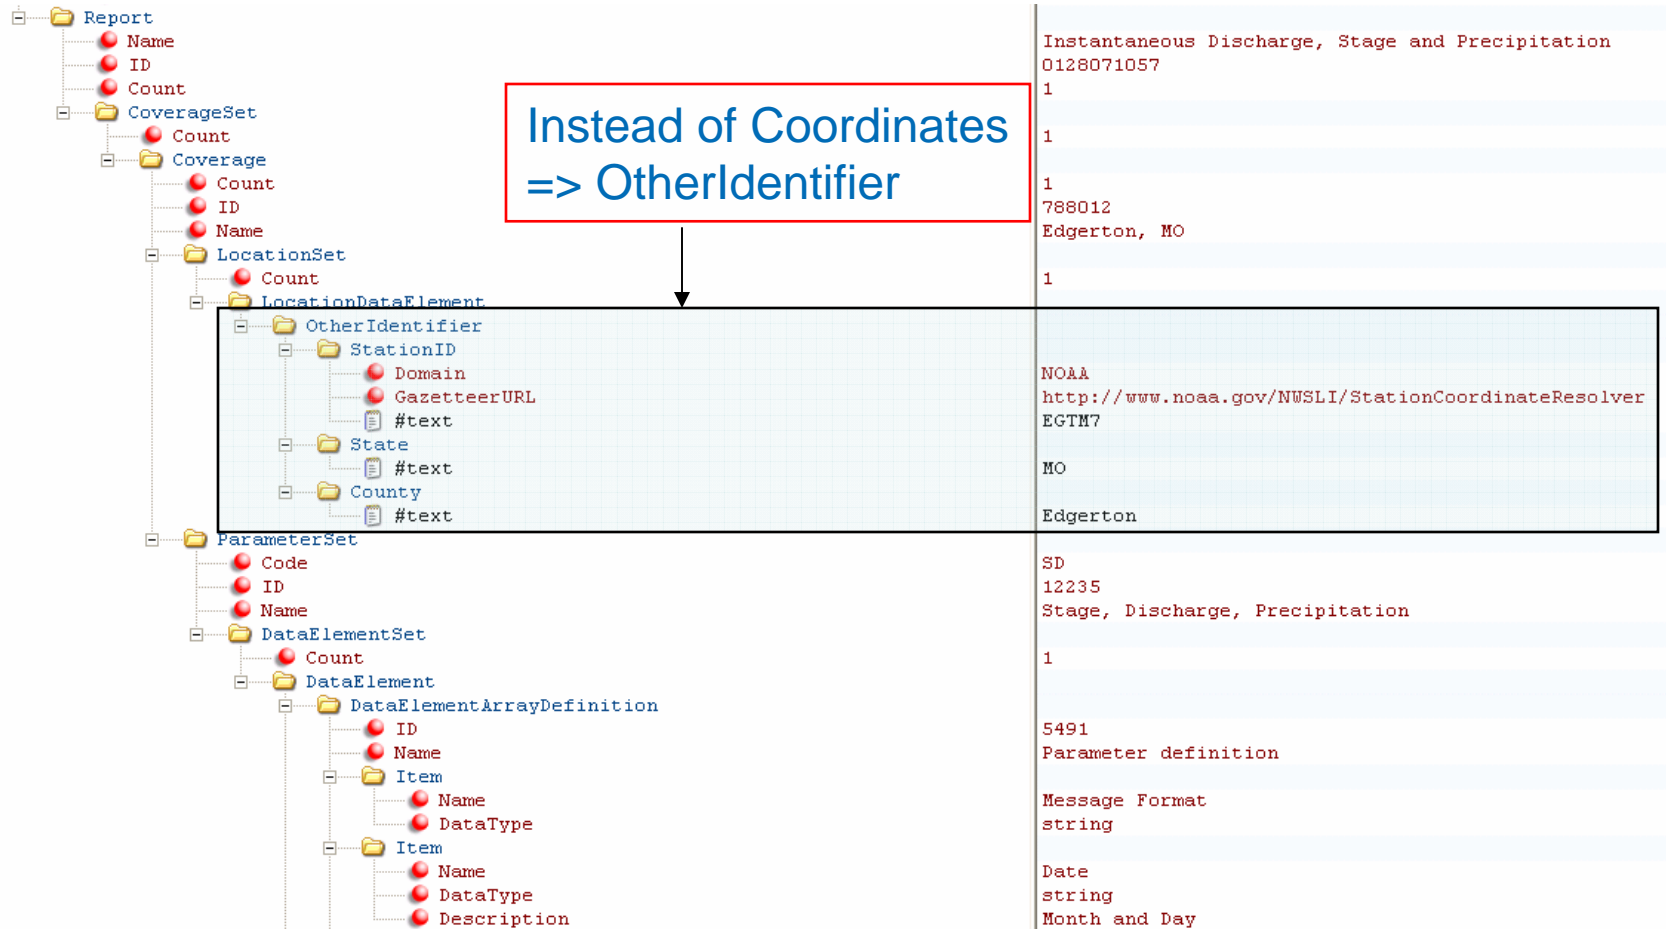 Report
Name Instantaneous Discharge, Stage and Precipitation
ID 0128071057
Count 1
CoverageSet
Count 1
Coverage
Count 1
ID 788012
Name Edgerton, MO
LocationSet
Count 1
LocationDataElement
Instead of Coordinates
=> OtherIdentifier
OtherIdentifier
StationID
Domain NOAA
GazetteerURL http://www.noaa.gov/NWSLI/StationCoordinateResolver
#text EGTM7
State
#text MO
County
#text Edgerton
ParameterSet
Code SD
ID 12235
Name Stage, Discharge, Precipitation
DataElementSet
Count 1
DataElement
DataElementArrayDefinition
ID 5491
Name Parameter definition
Item
Name Message Format
DataType string
Item
Name Date
DataType string
Description Month and Day